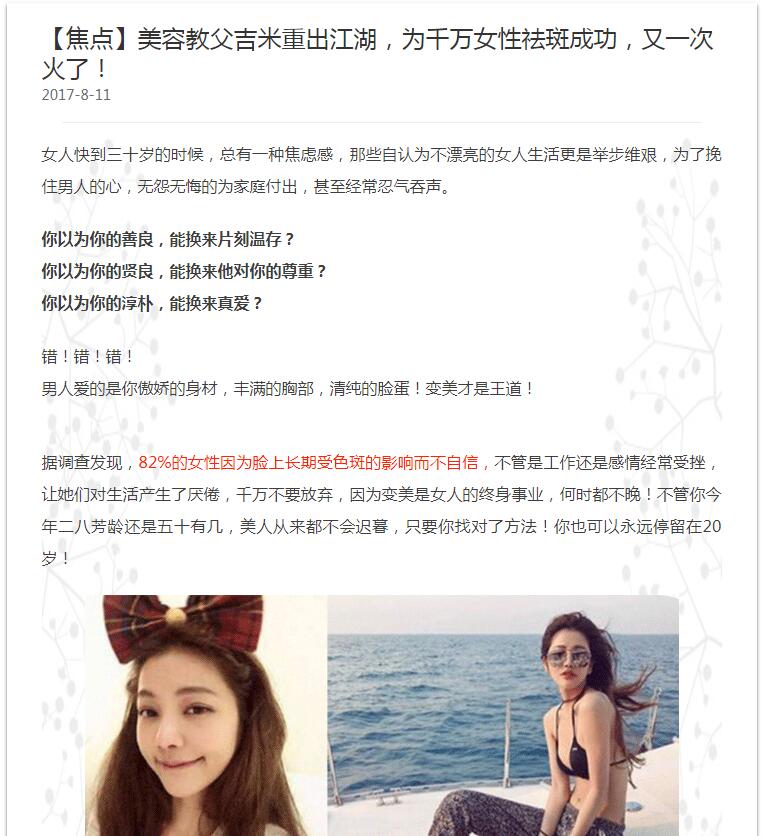 【焦点】美容教父吉米重出江湖，为千万女性祛斑成功，又一次
火了！
2017-8-11
女人快到三十岁的时候，总有一种焦虑感，那些自认为不漂亮的女人生活更是举步维艰，为了挽
住男人的心，无怨无悔的为家庭付出，甚至经常忍气吞声。
你以为你的善良，能换来片刻温存？
你以为你的贤良，能换来他对你的尊重？
你以为你的淳朴，能换来真爱？
错！错！错！
男人爱的是你傲娇的身材，丰满的胸部，清纯的脸蛋！变美才是王道！
据调查发现，82%的女性因为脸上长期受色斑的影响而不自信，不管是工作还是感情经常受挫，
让她们对生活产生了厌倦，千万不要放弃，因为变美是女人的终身事业，何时都不晚！不管你今
年二八芳龄还是五十有几，美人从来都不会迟暮，只要你找对了方法！你也可以永远停留在20
岁！